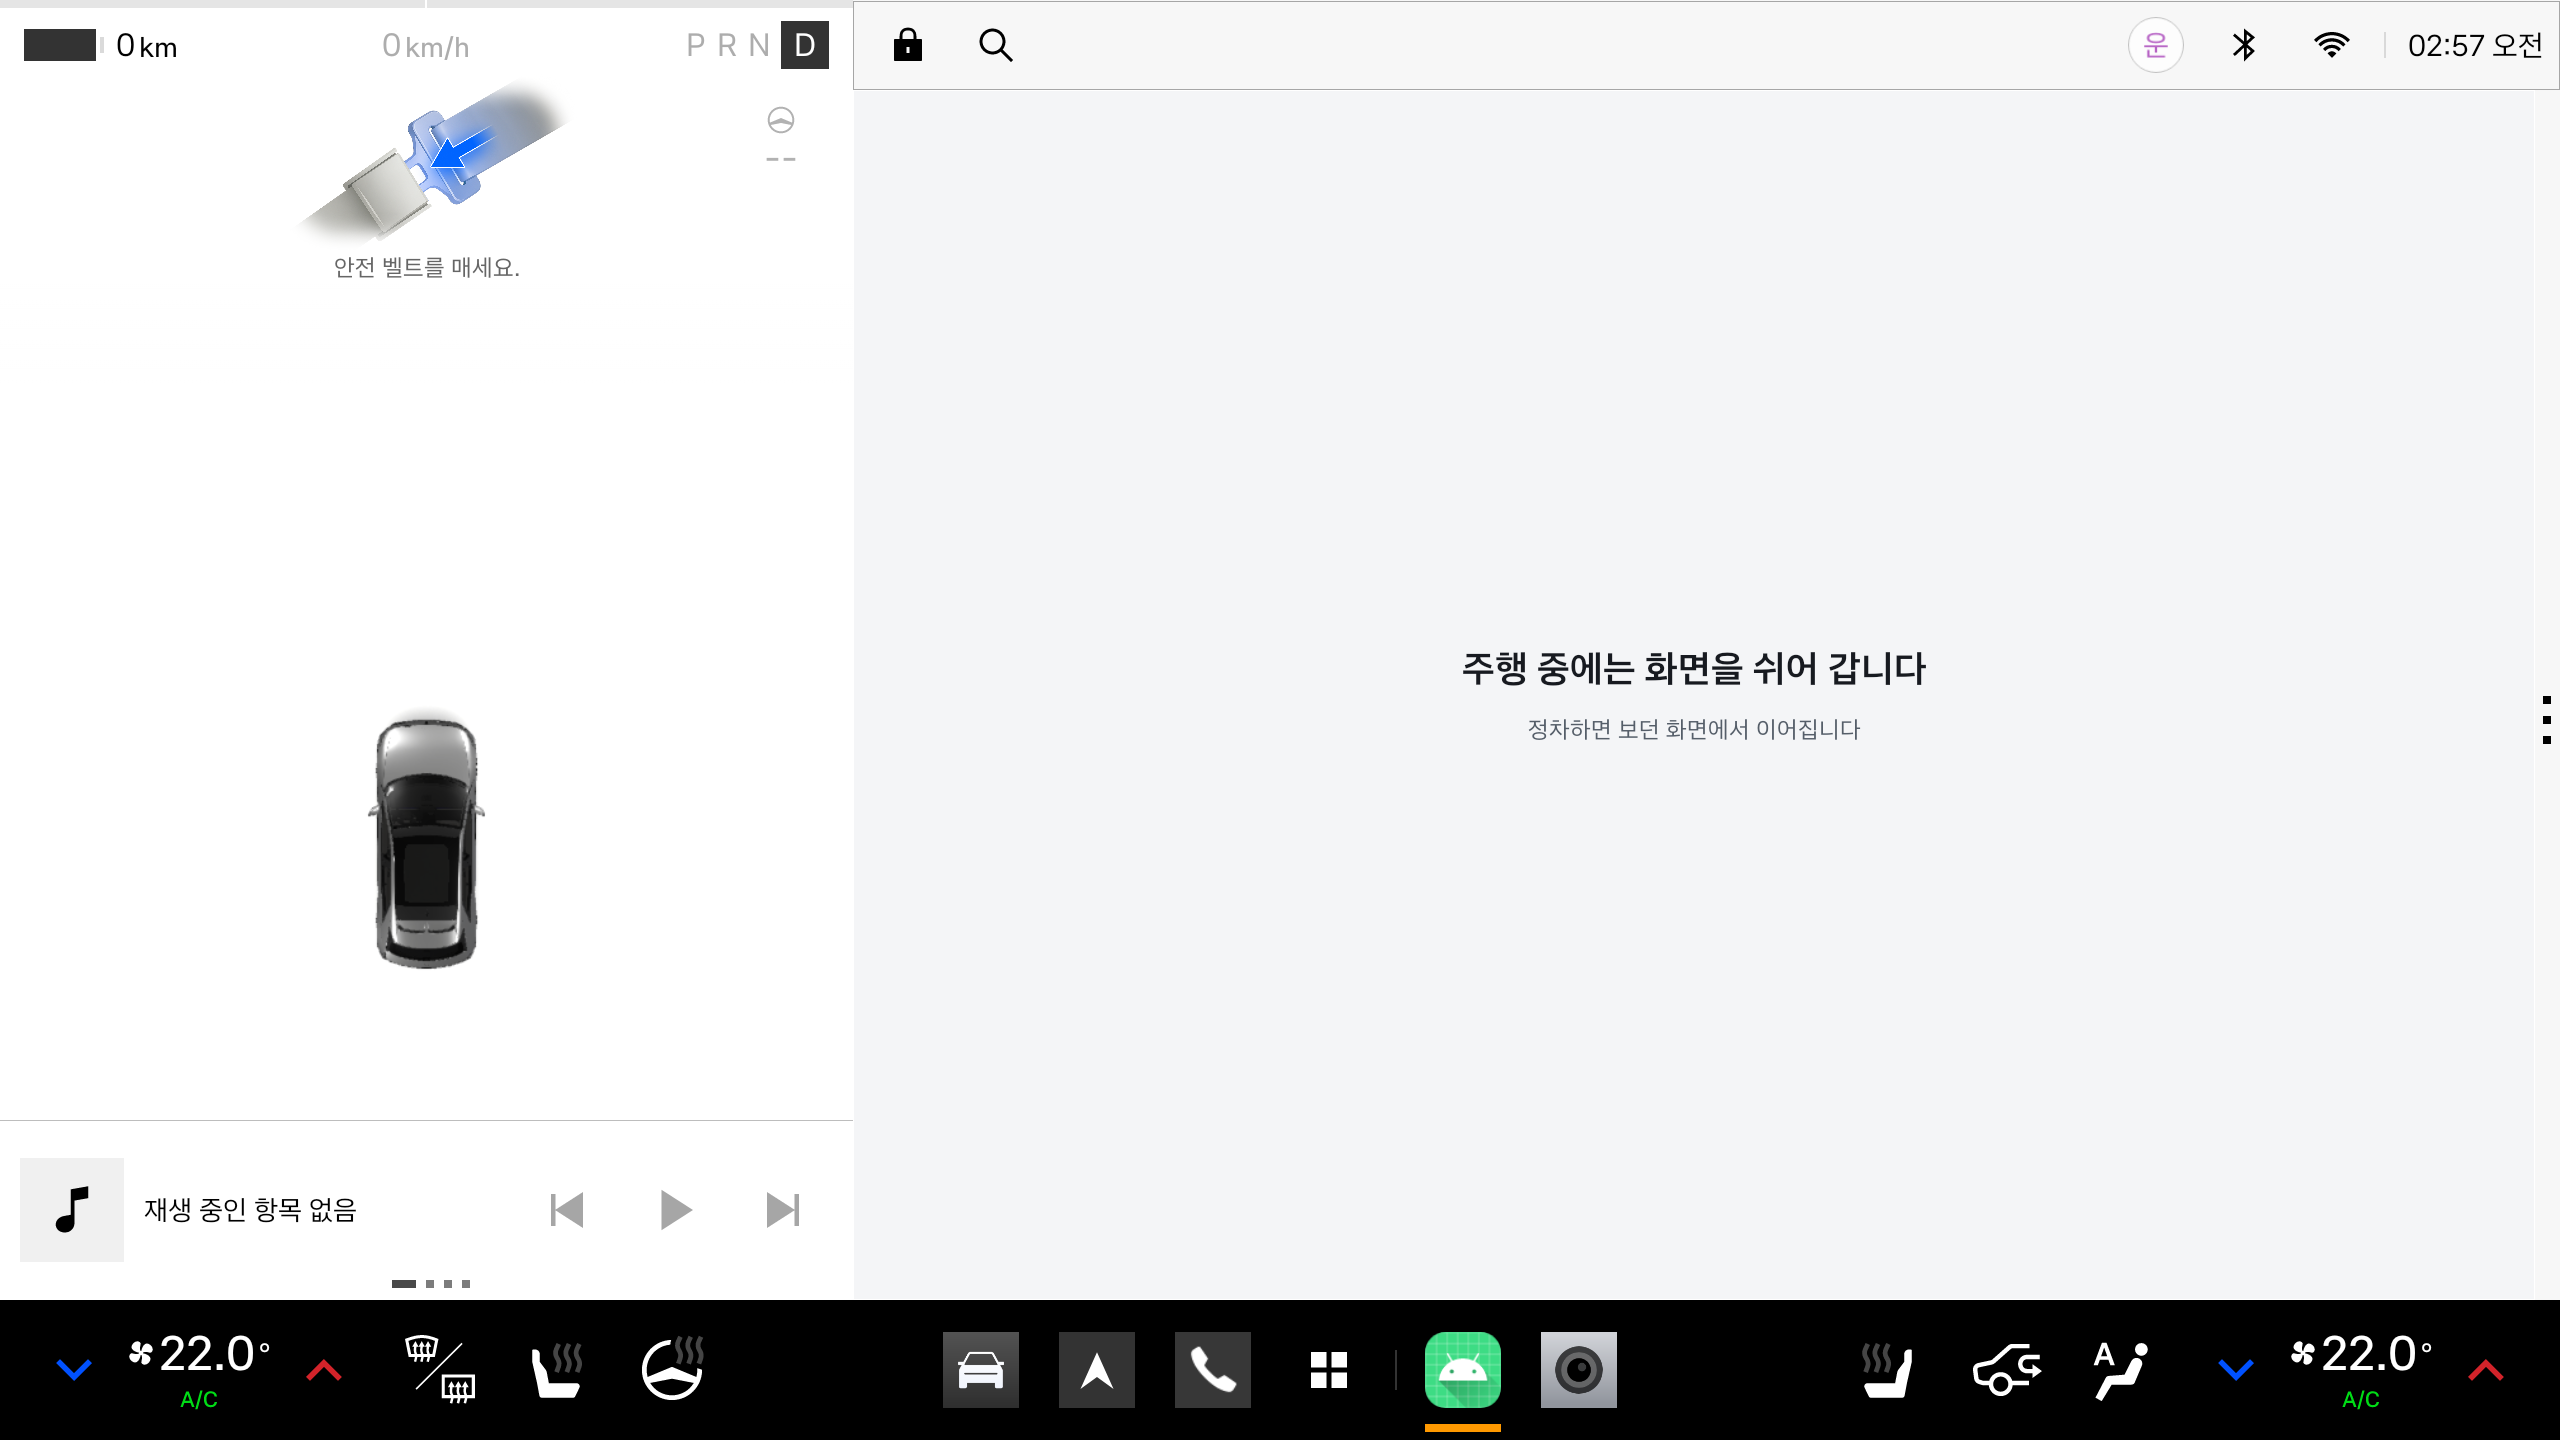 0 km
0 km/h
P R N D
운
02:57 오전
--
안전 벨트를 매세요.
주행 중에는 화면을 쉬어 갑니다
정차하면 보던 화면에서 이어집니다
재생 중인 항목 없음
22.0°
A/C
A
22.0°
A/C